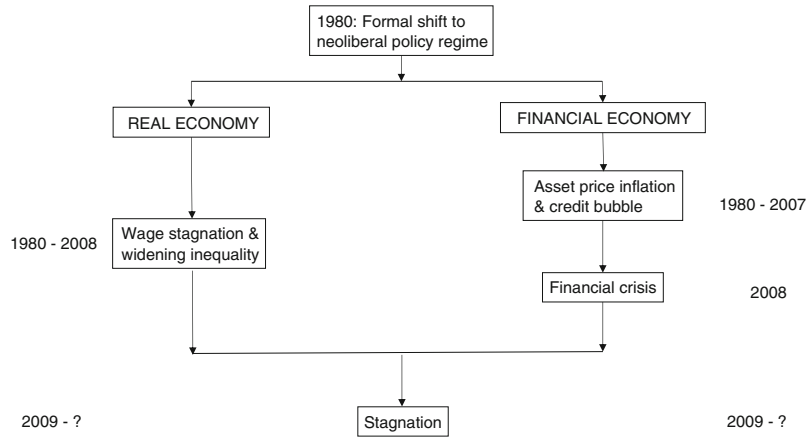 1980: Formal shift to
neoliberal policy regime
REAL ECONOMY
FINANCIAL ECONOMY
Asset price inflation
& credit bubble
1980 - 2007
1980 - 2008
Wage stagnation &
widening inequality
Financial crisis
2008
2009 - ?
Stagnation
2009 - ?